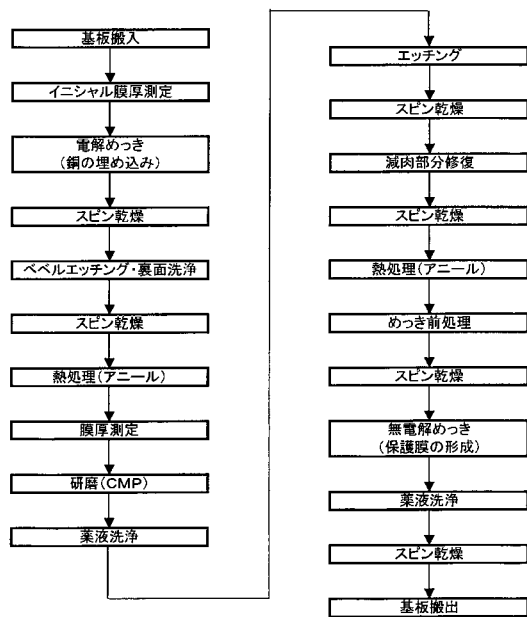 基板搬入
イニシャル膜厚測定
電解めっき
(銅の埋め込み)
スピン乾燥
ベベルエッチング・裏面洗浄
スピン乾燥
熱処理(アニール)
膜厚測定
研磨(CMP)
薬液洗浄
エッチング
スピン乾燥
減肉部分修復
スピン乾燥
熱処理(アニール)
めっき前処理
スピン乾燥
無電解めっき
(保護膜の形成)
薬液洗浄
スピン乾燥
基板搬出